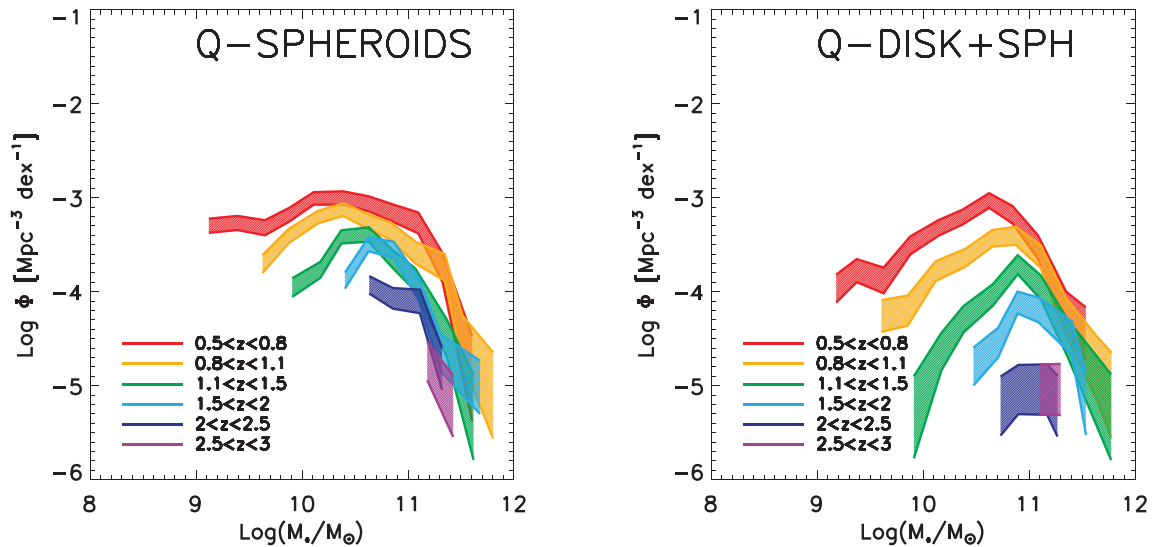 Q-SPHEROIDS
Log Φ [Mpc⁻³ dex⁻¹]
-1
-2
-3
-4
-5
-6
0.5<z<0.8
0.8<z<1.1
1.1<z<1.5
1.5<z<2
2<z<2.5
2.5<z<3
8
9
10
11
12
Log(M*/M☉)
Q-DISK+SPH
Log Φ [Mpc⁻³ dex⁻¹]
-1
-2
-3
-4
-5
-6
0.5<z<0.8
0.8<z<1.1
1.1<z<1.5
1.5<z<2
2<z<2.5
2.5<z<3
8
9
10
11
12
Log(M*/M☉)